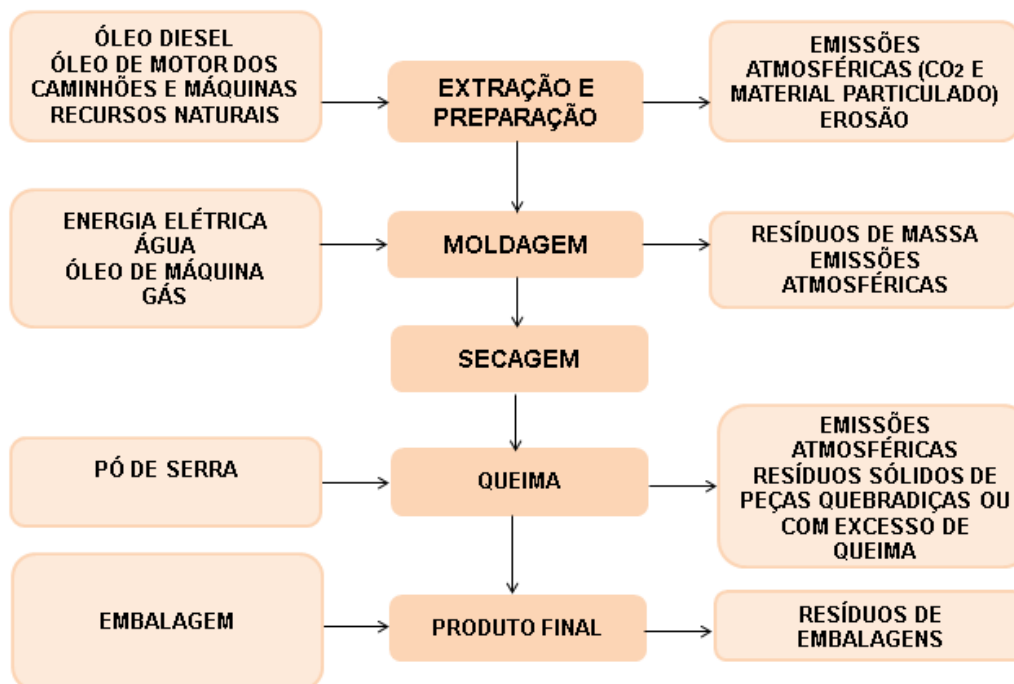 ÓLEO DIESEL
ÓLEO DE MOTOR DOS
CAMINHÕES E MÁQUINAS
RECURSOS NATURAIS
EXTRAÇÃO E
PREPARAÇÃO
EMISSÕES
ATMOSFÉRICAS (CO2 E
MATERIAL PARTICULADO)
EROSÃO
ENERGIA ELÉTRICA
ÁGUA
ÓLEO DE MÁQUINA
GÁS
MOLDAGEM
RESÍDUOS DE MASSA
EMISSÕES
ATMOSFÉRICAS
SECAGEM
PÓ DE SERRA
QUEIMA
EMISSÕES
ATMOSFÉRICAS
RESÍDUOS SÓLIDOS DE
PEÇAS QUEBRADIÇAS OU
COM EXCESSO DE
QUEIMA
EMBALAGEM
PRODUTO FINAL
RESÍDUOS DE
EMBALAGENS